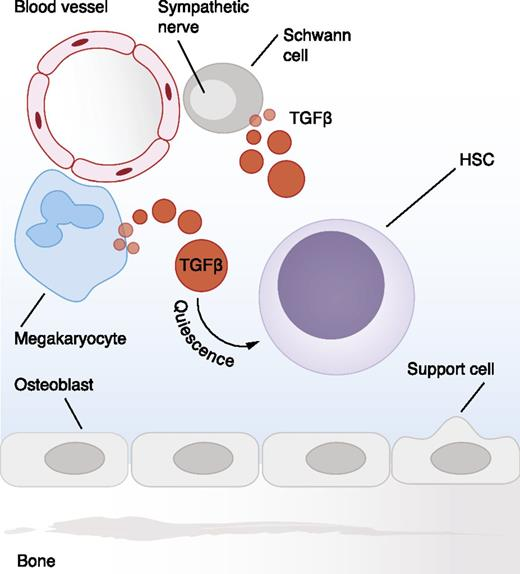 Blood vessel
Sympathetic
nerve
Schwann
cell
TGFβ
HSC
TGFβ
Quiescence
Megakaryocyte
Osteoblast
Support cell
Bone